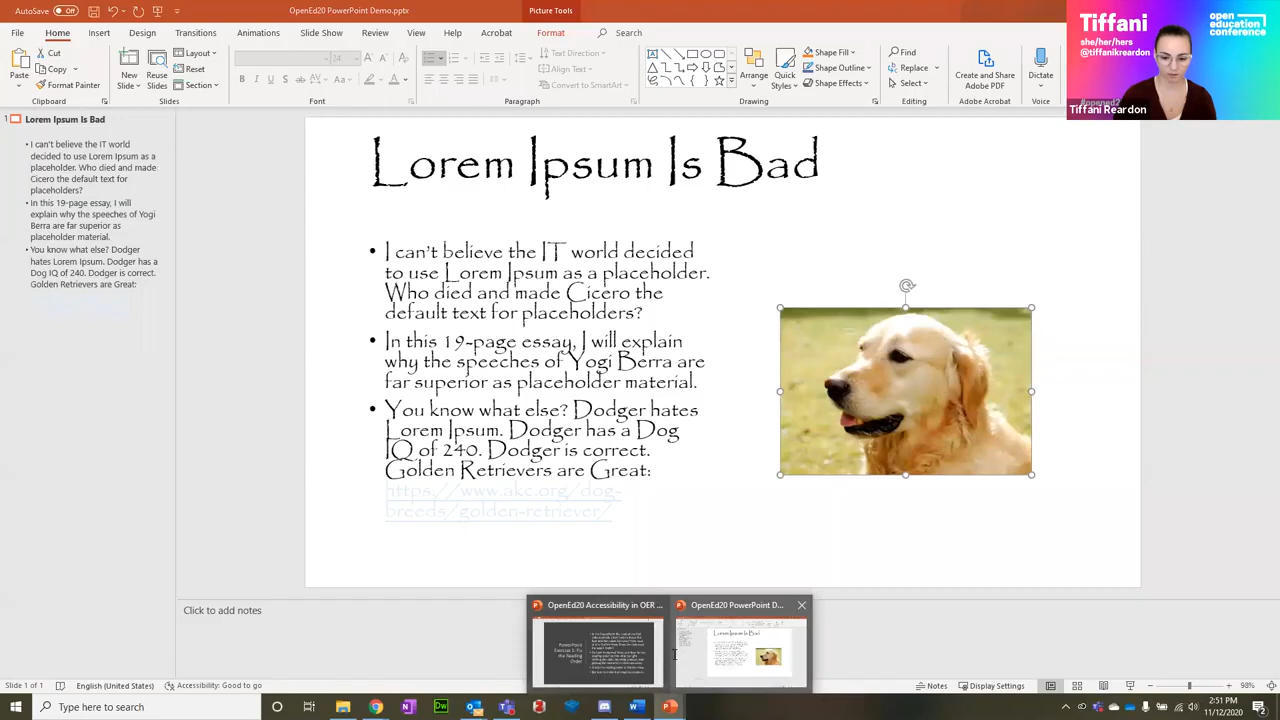 AutoSave Off OpenEd20 PowerPoint Demo.pptx Picture Tools
File Home Insert Draw Design Transitions Animations Slide Show Review View Help Acrobat Format Search
Paste Cut Copy Format Painter
Clipboard
New Slide Reuse Slides Layout Reset Section
Slides
24
B I U S ab Aa
Font
Text Direction
Align Text
Convert to SmartArt
Paragraph
Arrange Quick Styles
Shape Fill
Shape Outline
Shape Effects
Drawing
Find
Replace
Select
Editing
Create and Share Adobe PDF
Adobe Acrobat
Dictate
Voice
Tiffani
she/her/hers
@tiffanikreardon
open education conference
Tiffani Reardon
1 Lorem Ipsum Is Bad
• I can't believe the IT world
decided to use Lorem Ipsum as a
placeholder. Who died and made
Cicero the default text for
placeholders?
• In this 19-page essay, I will
explain why the speeches of Yogi
Berra are far superior as
placeholder material.
• You know what else? Dodger
hates Lorem Ipsum. Dodger has a
Dog IQ of 240. Dodger is correct.
Golden Retrievers are Great:
Lorem Ipsum Is Bad
• I can't believe the IT world decided
to use Lorem Ipsum as a placeholder.
Who died and made Cicero the
default text for placeholders?
• In this 19-page essay, I will explain
why the speeches of Yogi Berra are
far superior as placeholder material.
• You know what else? Dodger hates
Lorem Ipsum. Dodger has a Dog
IQ of 240. Dodger is correct.
Golden Retrievers are Great:
https://www.akc.org/dog-
breeds/golden-retriever/
Click to add notes
OpenEd20 Accessibility in OER ...
OpenEd20 PowerPoint D...
PowerPoint
Exercise 1: Fix
the Reading
Order
Lorem Ipsum Is Bad
Slide 1 of 1 English (United States) Accessibility: Good to go Notes Display Settings 98%
Type here to search
2:51 PM
11/12/2020